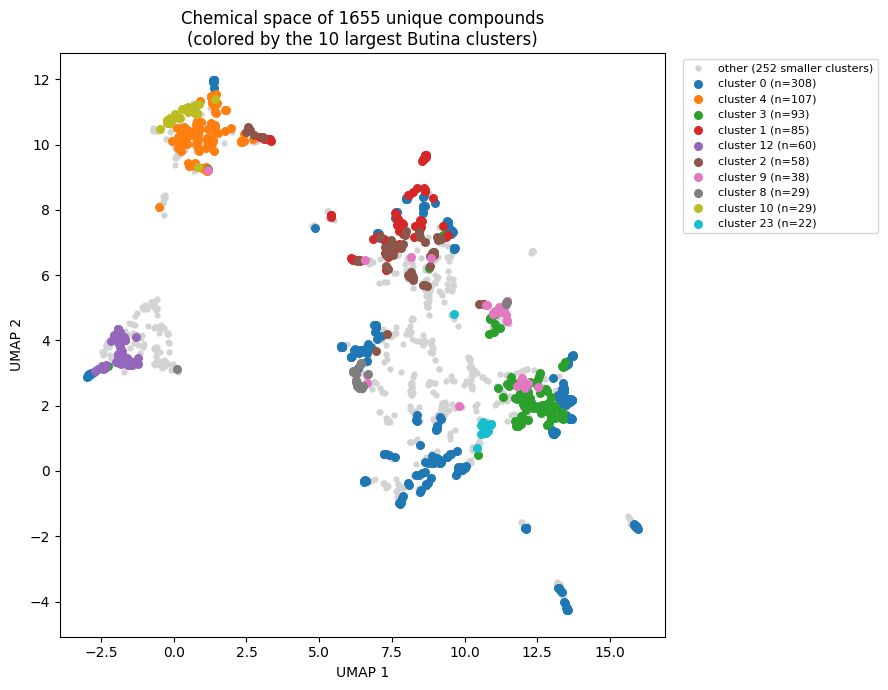 Chemical space of 1655 unique compounds
(colored by the 10 largest Butina clusters)
other (252 smaller clusters)
cluster 0 (n=308)
cluster 4 (n=107)
cluster 3 (n=93)
cluster 1 (n=85)
cluster 12 (n=60)
cluster 2 (n=58)
cluster 9 (n=38)
cluster 8 (n=29)
cluster 10 (n=29)
cluster 23 (n=22)
UMAP 2
12
10
8
6
4
2
0
−2
−4
−2.5 0.0 2.5 5.0 7.5 10.0 12.5 15.0
UMAP 1